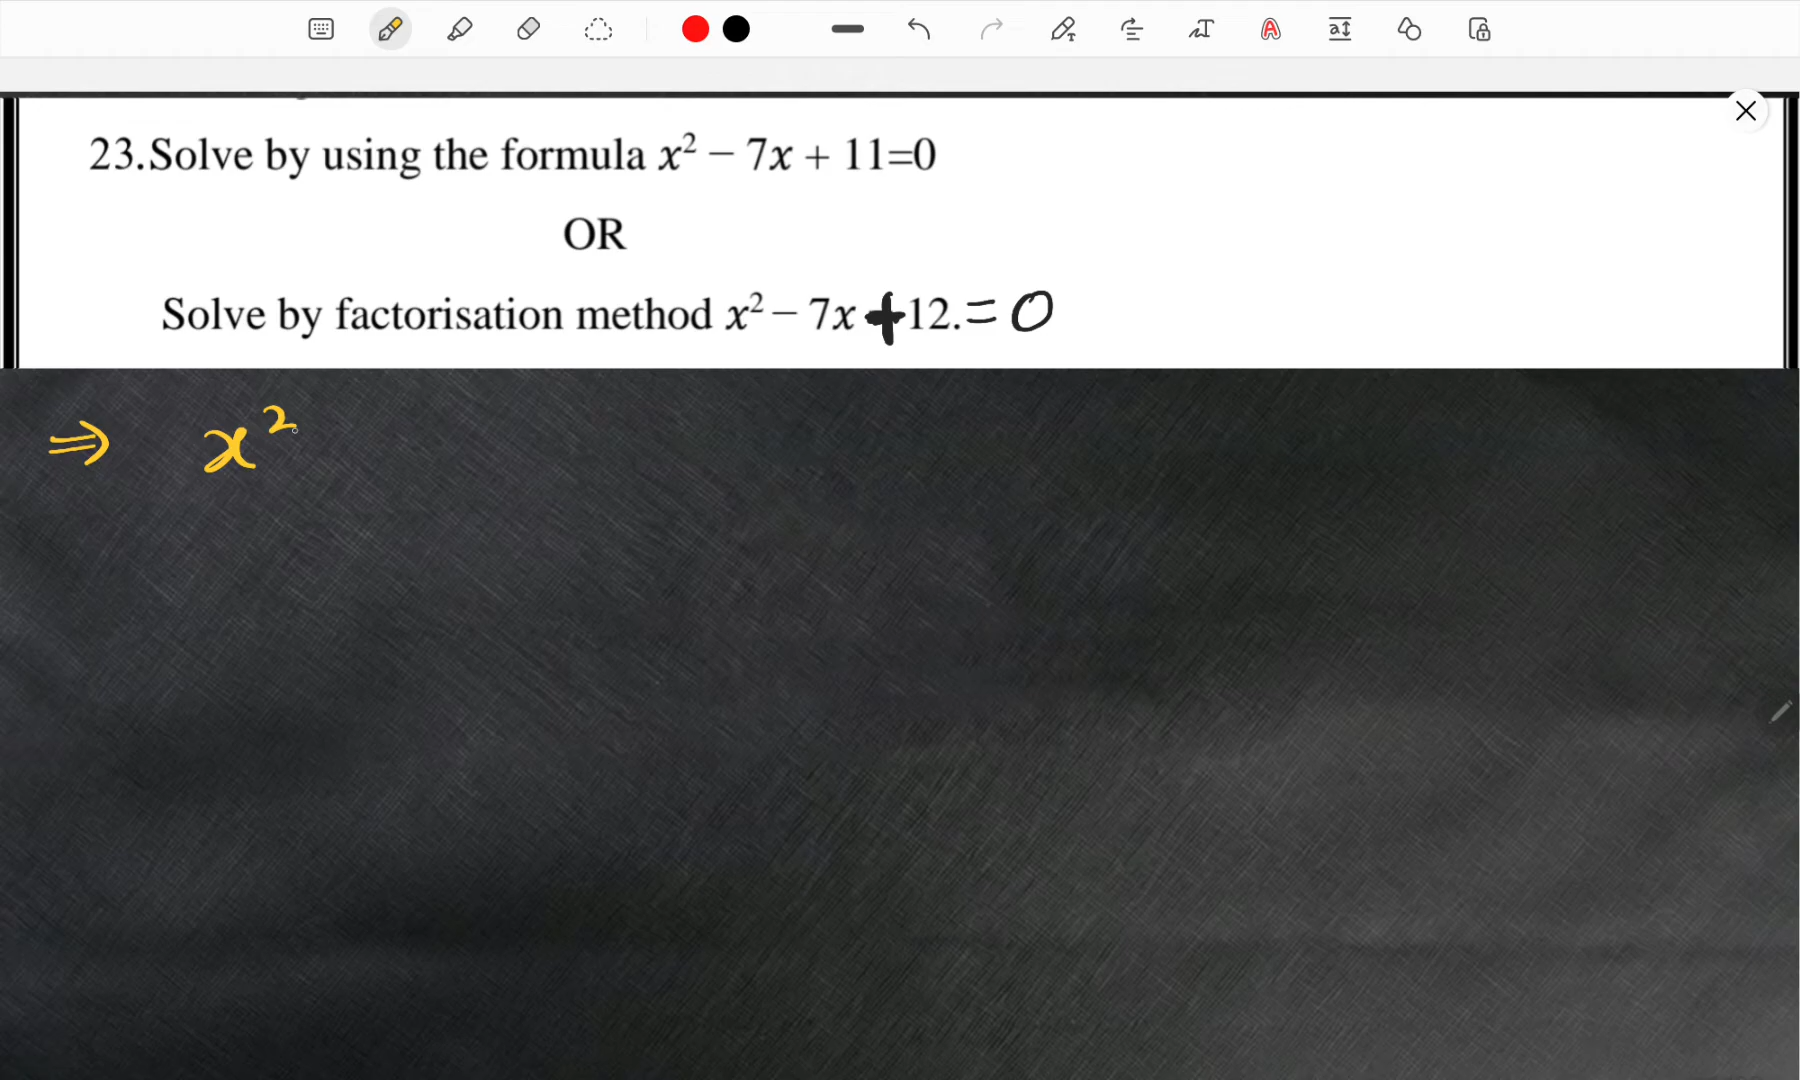 23.Solve by using the formula x² − 7x + 11=0
OR
Solve by factorisation method x² − 7x +12.= 0
⇒ x²